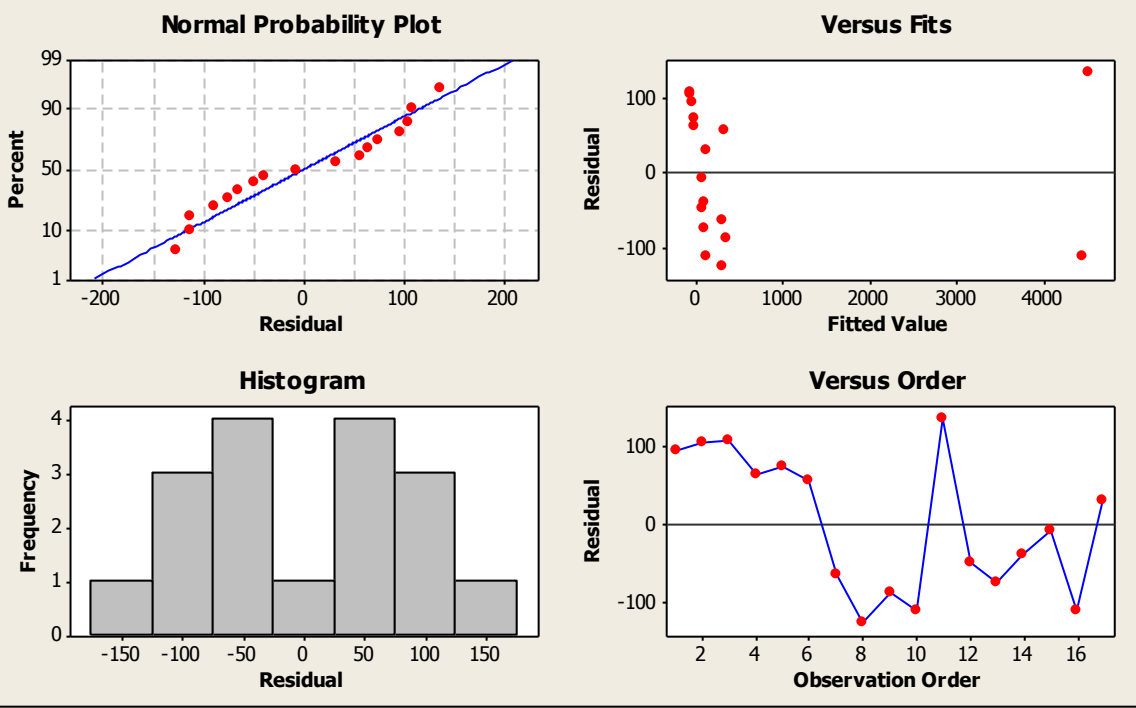 Normal Probability Plot
99
90
50
10
1
Percent
-200 -100 0 100 200
Residual
Versus Fits
100
0
-100
Residual
0 1000 2000 3000 4000
Fitted Value
Histogram
4
3
2
1
0
Frequency
-150 -100 -50 0 50 100 150
Residual
Versus Order
100
0
-100
Residual
2 4 6 8 10 12 14 16
Observation Order